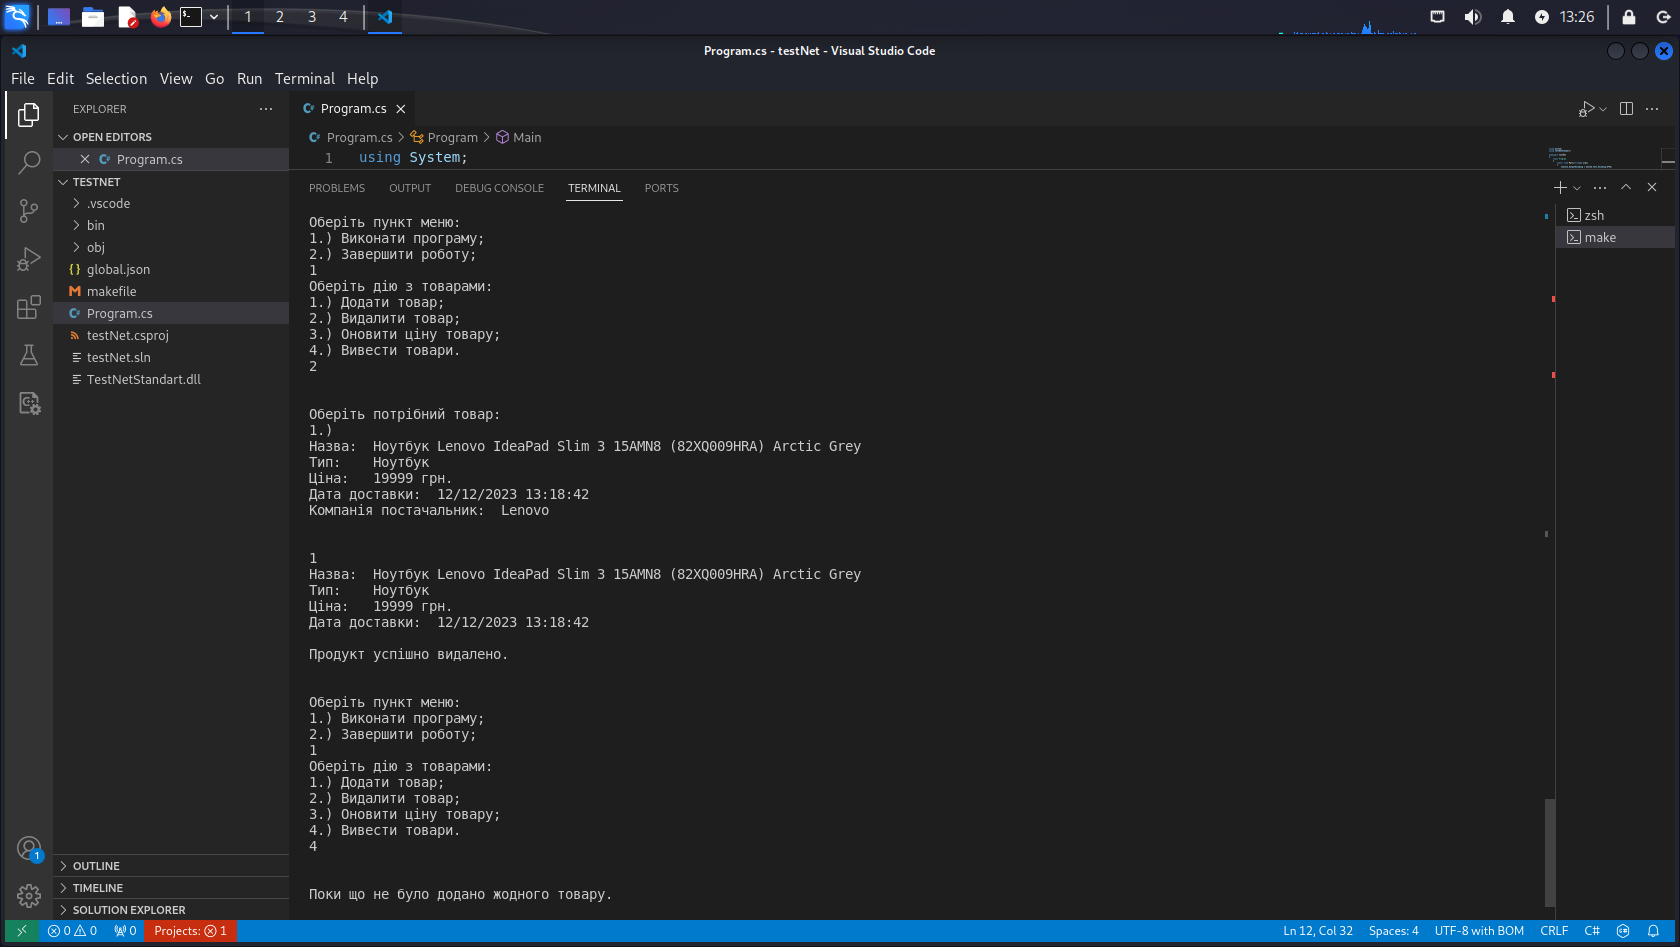 1 2 3 4
13:26
Program.cs - testNet - Visual Studio Code
File Edit Selection View Go Run Terminal Help
EXPLORER
OPEN EDITORS
Program.cs
TESTNET
.vscode
bin
obj
global.json
makefile
Program.cs
testNet.csproj
testNet.sln
TestNetStandart.dll
OUTLINE
TIMELINE
SOLUTION EXPLORER
Program.cs
Program.cs > Program > Main
1 using System;
PROBLEMS OUTPUT DEBUG CONSOLE TERMINAL PORTS
zsh
make
Оберіть пункт меню:
1.) Виконати програму;
2.) Завершити роботу;
1
Оберіть дію з товарами:
1.) Додати товар;
2.) Видалити товар;
3.) Оновити ціну товару;
4.) Вивести товари.
2
Оберіть потрібний товар:
1.)
Назва: Ноутбук Lenovo IdeaPad Slim 3 15AMN8 (82XQ009HRA) Arctic Grey
Тип: Ноутбук
Ціна: 19999 грн.
Дата доставки: 12/12/2023 13:18:42
Компанія постачальник: Lenovo
1
Назва: Ноутбук Lenovo IdeaPad Slim 3 15AMN8 (82XQ009HRA) Arctic Grey
Тип: Ноутбук
Ціна: 19999 грн.
Дата доставки: 12/12/2023 13:18:42
Продукт успішно видалено.
Оберіть пункт меню:
1.) Виконати програму;
2.) Завершити роботу;
1
Оберіть дію з товарами:
1.) Додати товар;
2.) Видалити товар;
3.) Оновити ціну товару;
4.) Вивести товари.
4
Поки що не було додано жодного товару.
1
0 0 0 Projects: 1
Ln 12, Col 32 Spaces: 4 UTF-8 with BOM CRLF C#